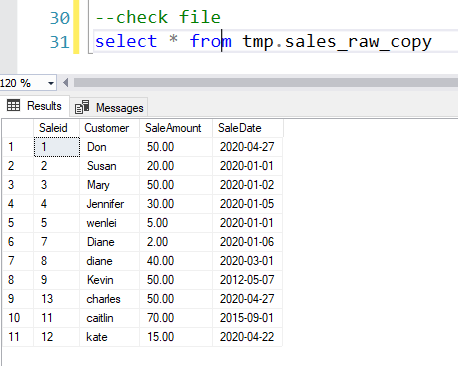 30 --check file
31 select * from tmp.sales_raw_copy
120 %
Results Messages
Saleid Customer SaleAmount SaleDate
1 1 Don 50.00 2020-04-27
2 2 Susan 20.00 2020-01-01
3 3 Mary 50.00 2020-01-02
4 4 Jennifer 30.00 2020-01-05
5 5 wenlei 5.00 2020-01-01
6 7 Diane 2.00 2020-01-06
7 8 diane 40.00 2020-03-01
8 9 Kevin 50.00 2012-05-07
9 13 charles 50.00 2020-04-27
10 11 caitlin 70.00 2015-09-01
11 12 kate 15.00 2020-04-22